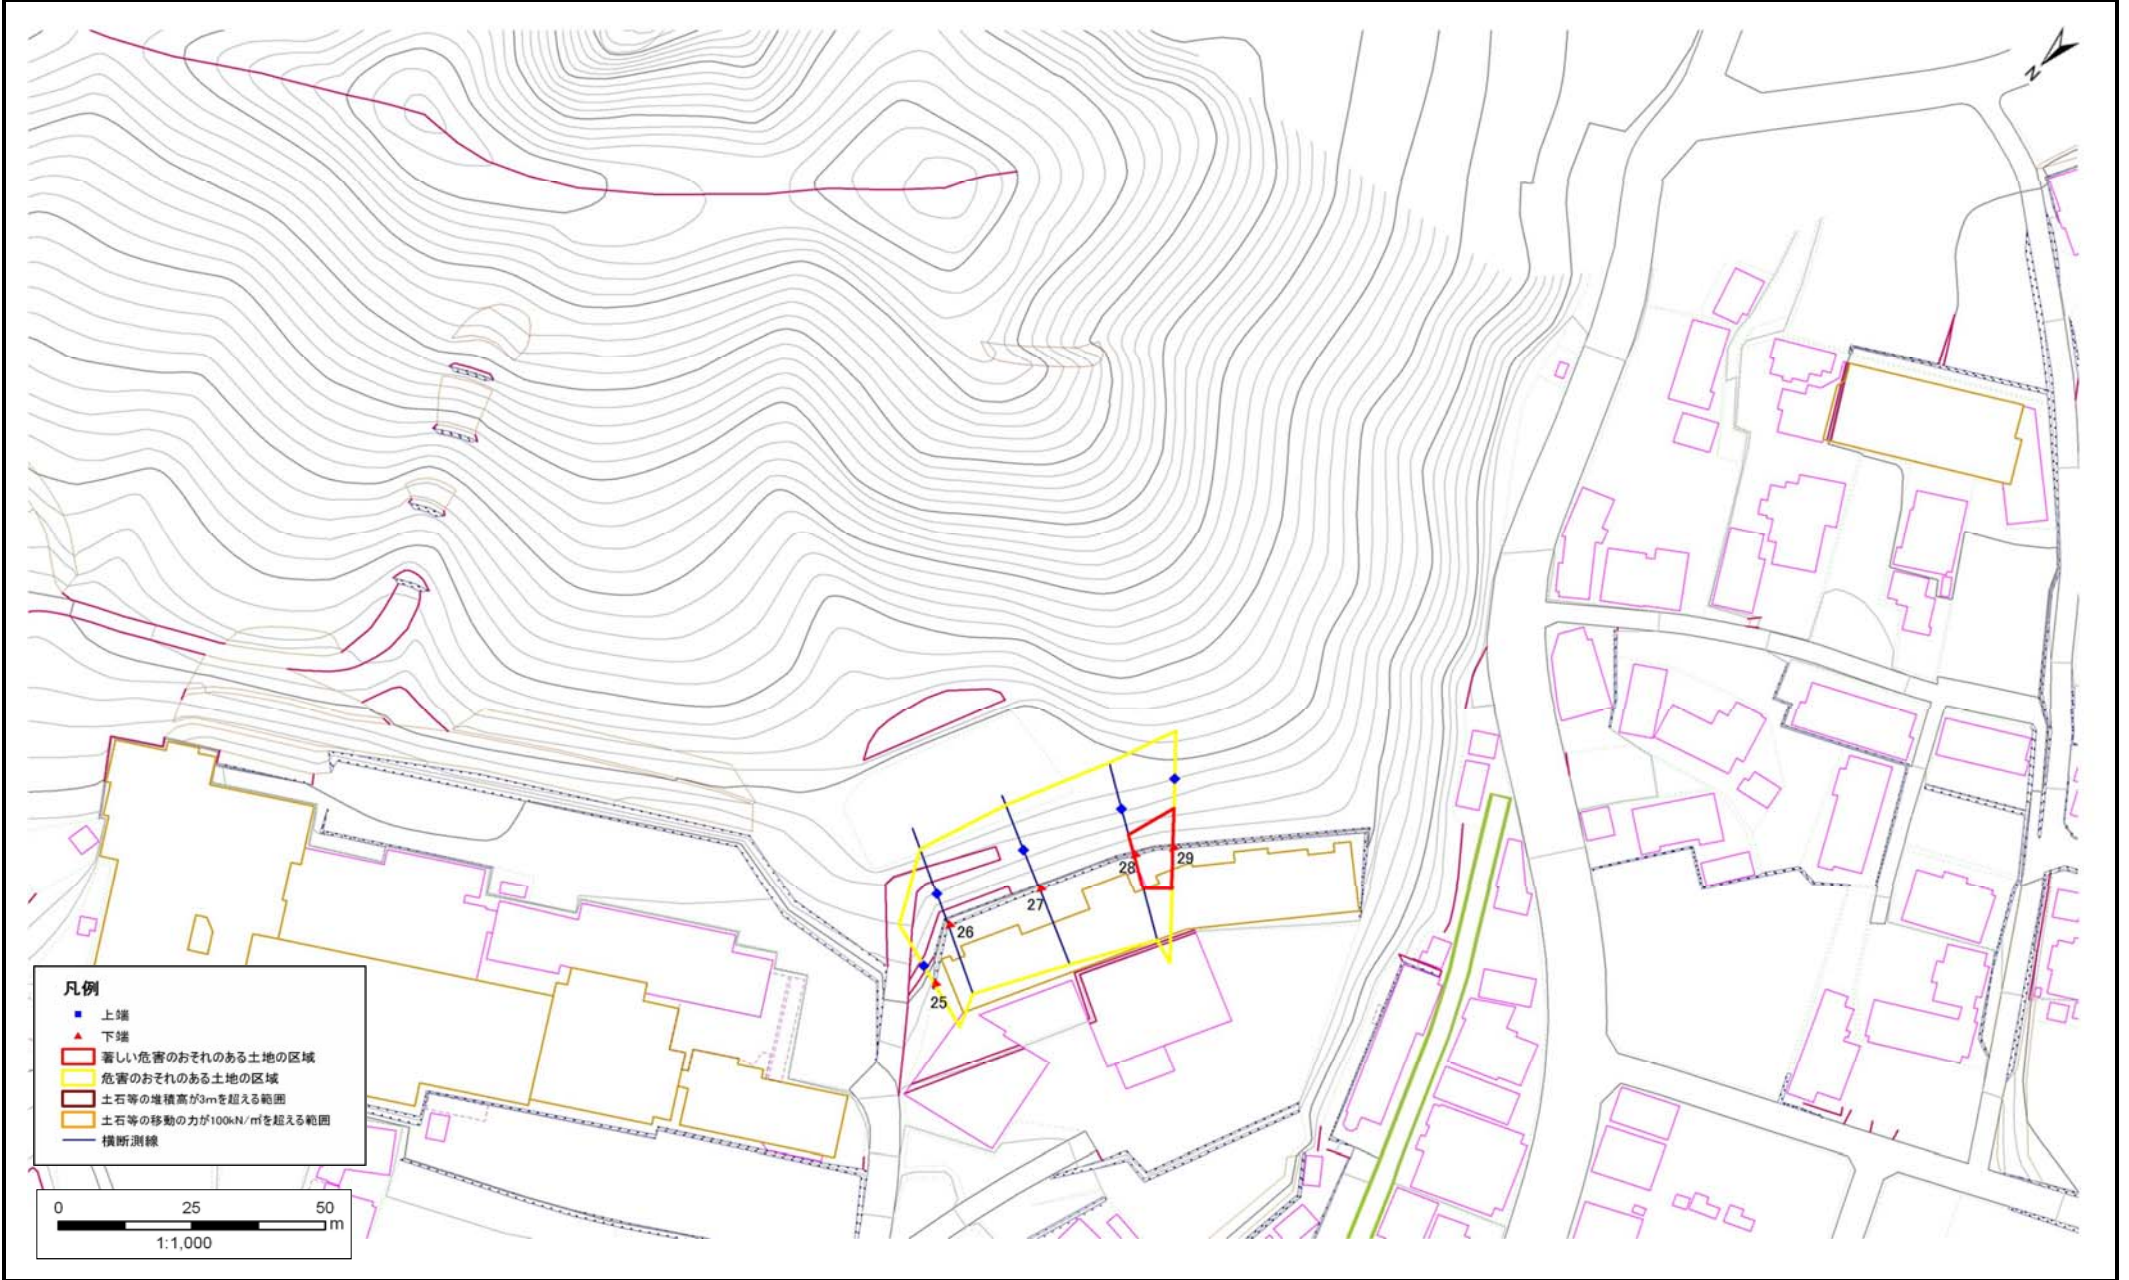 N
28
29
27
26
25
凡例
上端
下端
著しい危害のおそれのある土地の区域
危害のおそれのある土地の区域
土石等の堆積高が3mを超える範囲
土石等の移動の力が100kN/㎡を超える範囲
横断測線
0 25 50
m
1:1,000